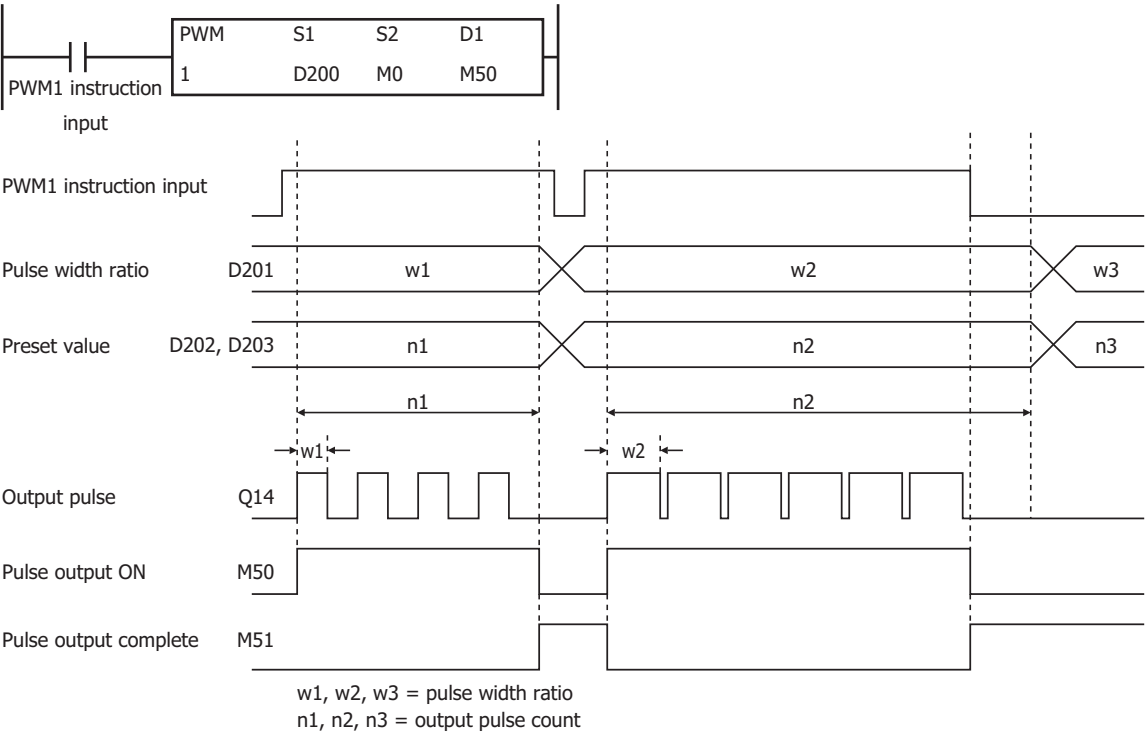 PWM S1 S2 D1
1 D200 M0 M50
PWM1 instruction
input
PWM1 instruction input
Pulse width ratio D201 w1 w2 w3
Preset value D202, D203 n1 n2 n3
n1 n2
w1 w2
Output pulse Q14
Pulse output ON M50
Pulse output complete M51
w1, w2, w3 = pulse width ratio
n1, n2, n3 = output pulse count